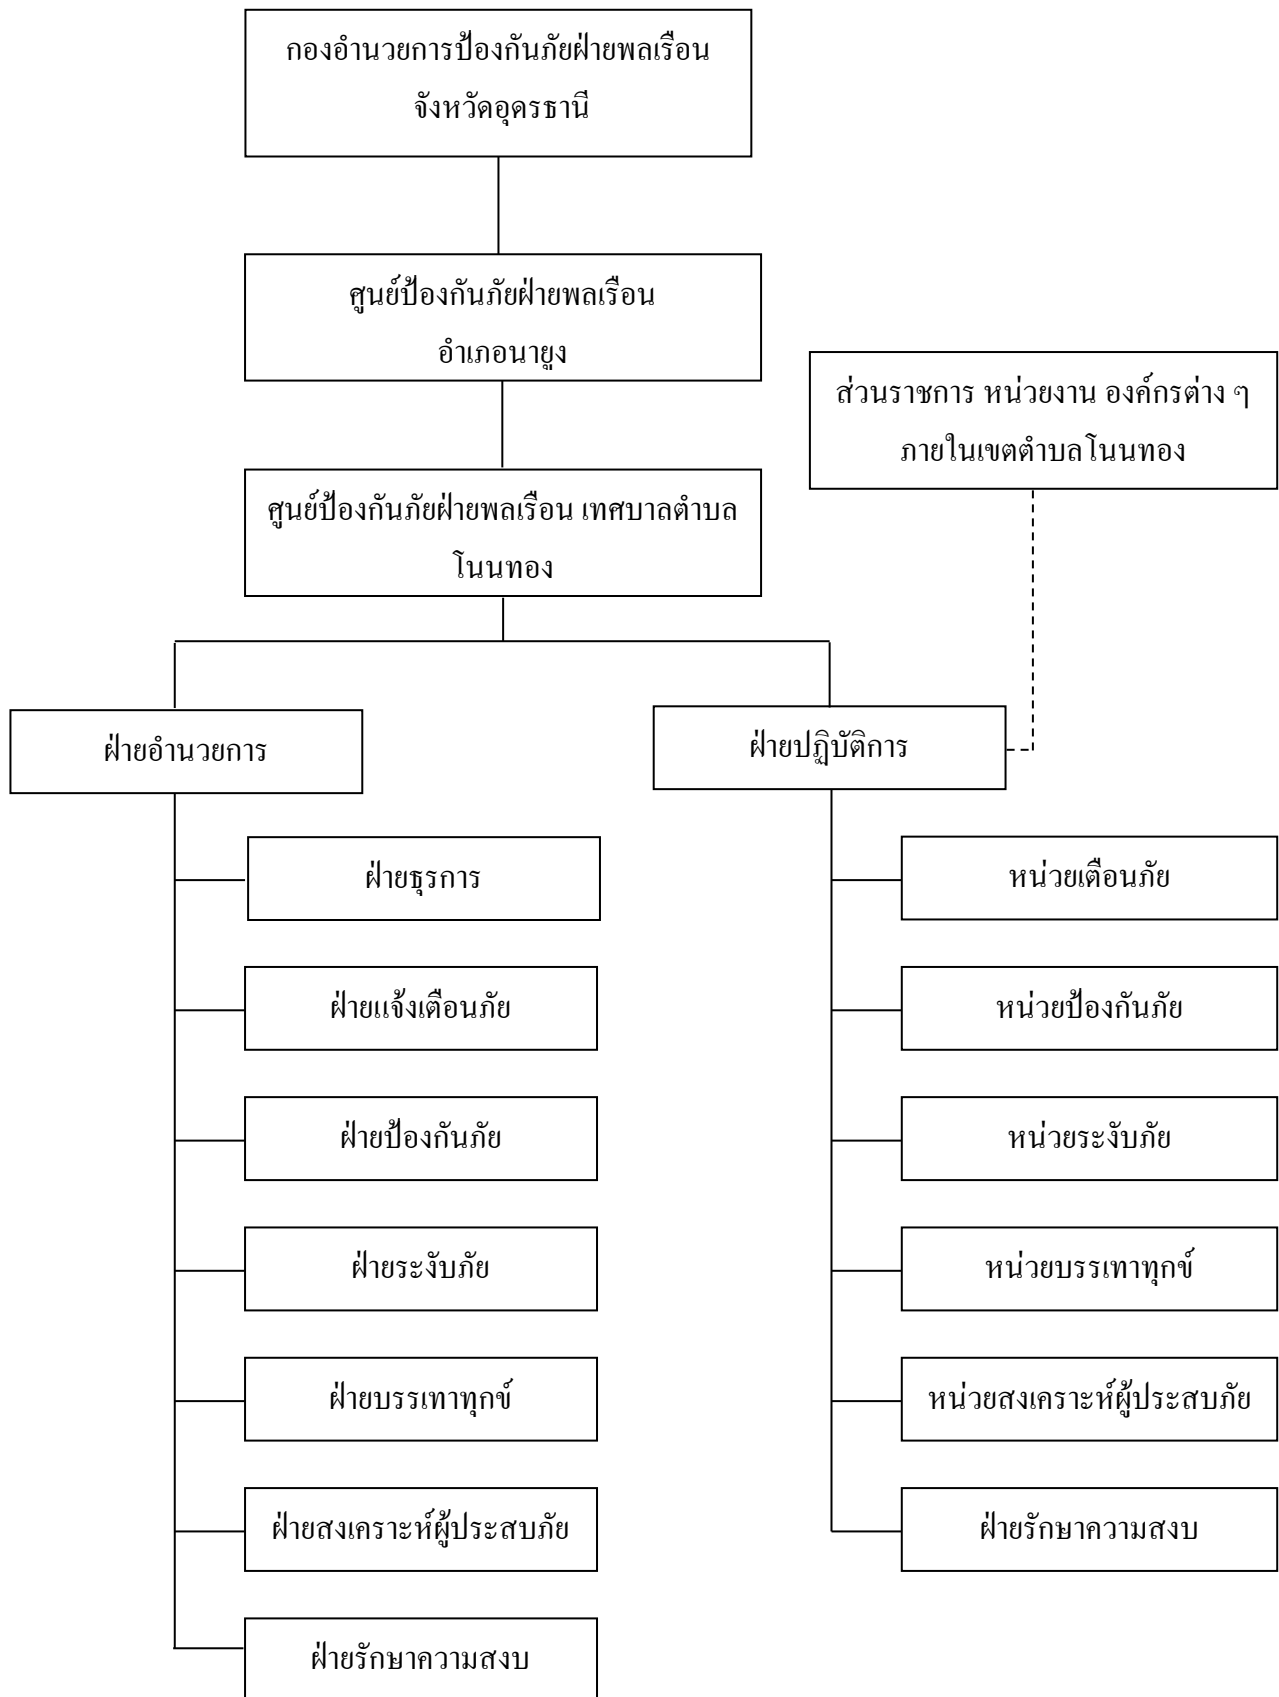 กองอำนวยการป้องกันภัยฝ่ายพลเรือน
จังหวัดอุดรธานี
ศูนย์ป้องกันภัยฝ่ายพลเรือน
อำเภอนายูง
ส่วนราชการ หน่วยงาน องค์กรต่าง ๆ
ภายในเขตตำบลโนนทอง
ศูนย์ป้องกันภัยฝ่ายพลเรือน เทศบาลตำบล
โนนทอง
ฝ่ายอำนวยการ
ฝ่ายปฏิบัติการ
ฝ่ายธุรการ
ฝ่ายแจ้งเตือนภัย
ฝ่ายป้องกันภัย
ฝ่ายระงับภัย
ฝ่ายบรรเทาทุกข์
ฝ่ายสงเคราะห์ผู้ประสบภัย
ฝ่ายรักษาความสงบ
หน่วยเตือนภัย
หน่วยป้องกันภัย
หน่วยระงับภัย
หน่วยบรรเทาทุกข์
หน่วยสงเคราะห์ผู้ประสบภัย
ฝ่ายรักษาความสงบ